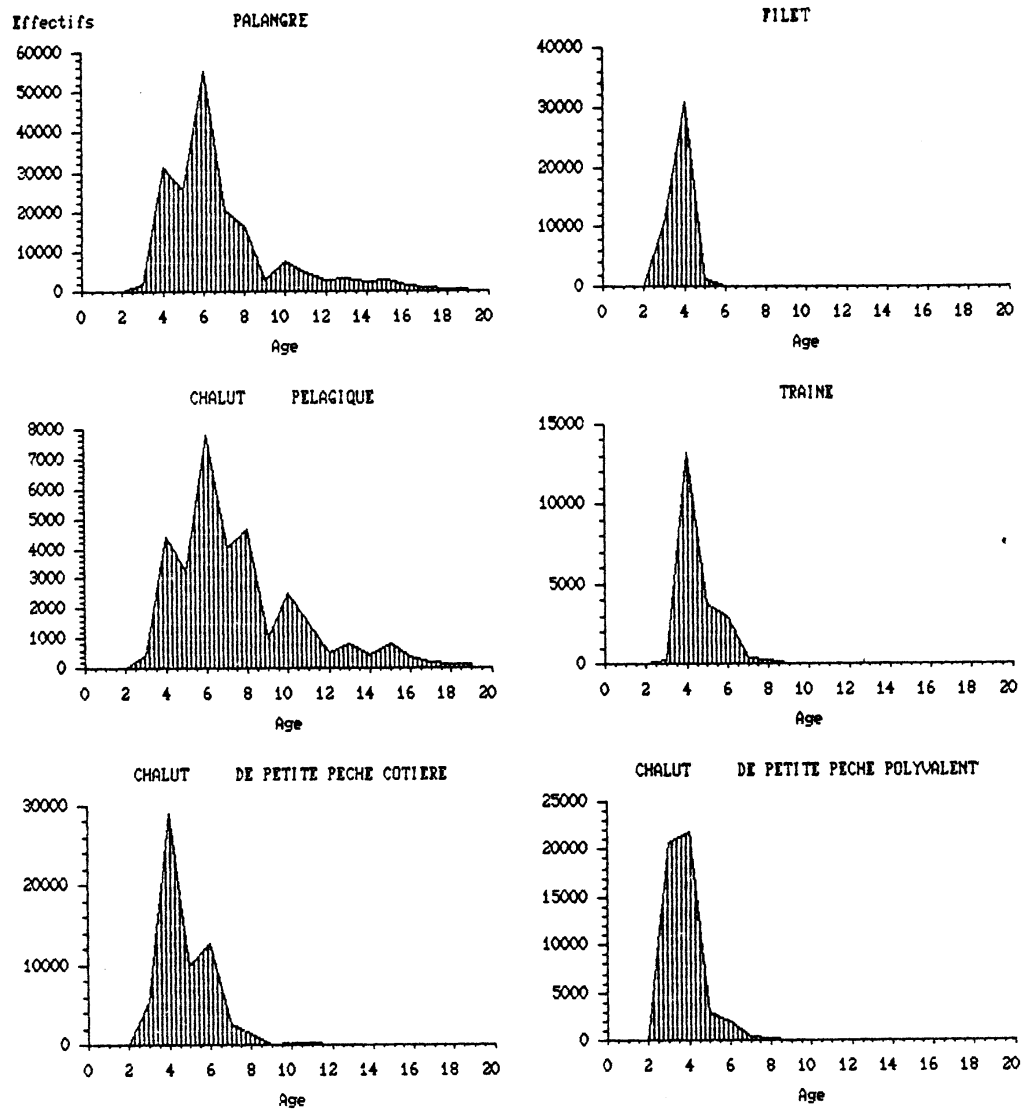 Effectifs
PALANGRE
60000
50000
40000
30000
20000
10000
0
0 2 4 6 8 10 12 14 16 18 20
Age
FILET
40000
30000
20000
10000
0
0 2 4 6 8 10 12 14 16 18 20
Age
CHALUT PELAGIQUE
8000
7000
6000
5000
4000
3000
2000
1000
0
0 2 4 6 8 10 12 14 16 18 20
Age
TRAINE
15000
10000
5000
0
0 2 4 6 8 10 12 14 16 18 20
Age
CHALUT DE PETITE PECHE COTIERE
30000
20000
10000
0
0 2 4 6 8 10 12 14 16 18 20
Age
CHALUT DE PETITE PECHE POLYVALENT
25000
20000
15000
10000
5000
0
0 2 4 6 8 10 12 14 16 18 20
Age